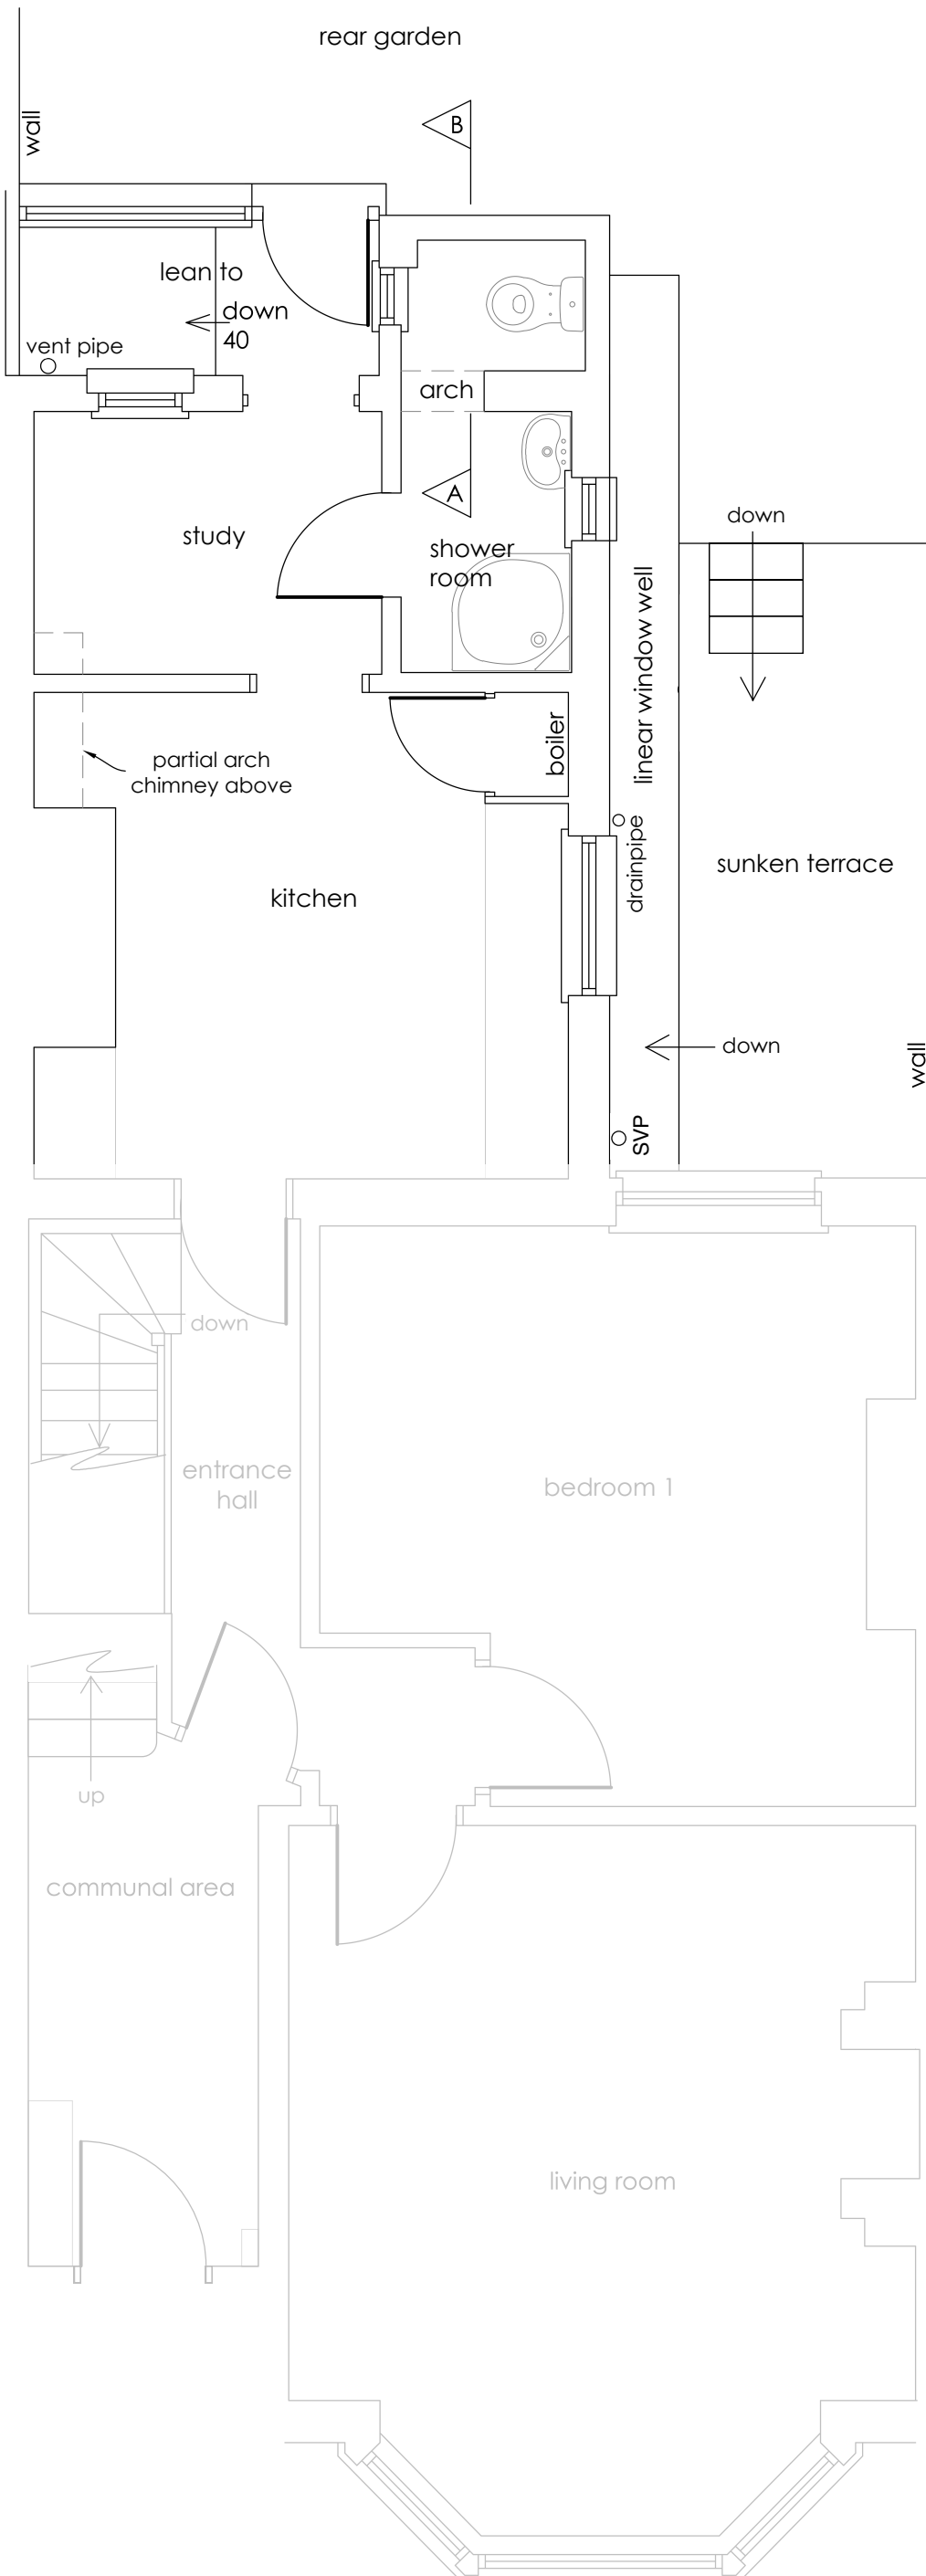 rear garden
wall
B
lean to
down
40
vent pipe
arch
A
study
shower
room
down
linear window well
boiler
partial arch
chimney above
drainpipe
sunken terrace
kitchen
down
wall
SVP
down
entrance
hall
bedroom 1
up
communal area
living room